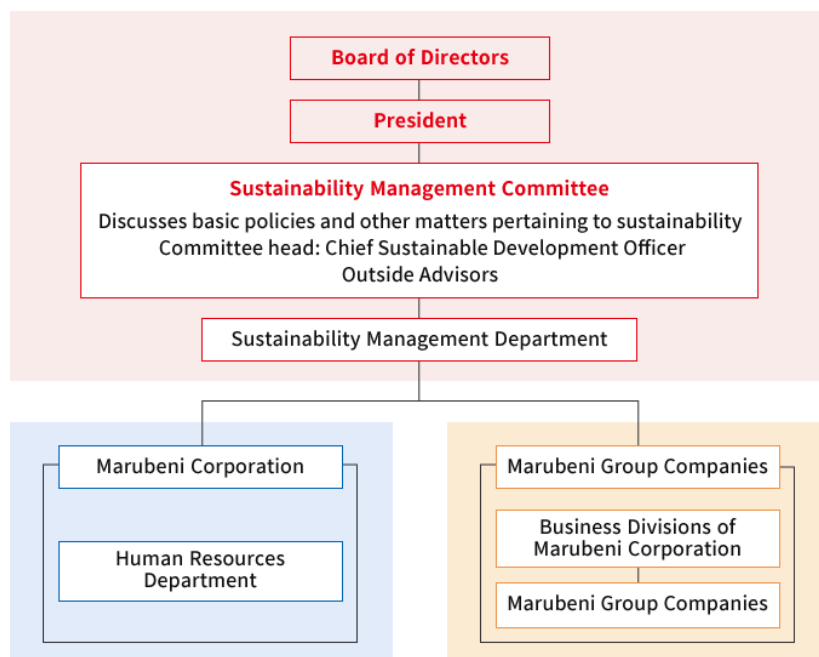 Board of Directors
President
Sustainability Management Committee
Discusses basic policies and other matters pertaining to sustainability
Committee head: Chief Sustainable Development Officer
Outside Advisors
Sustainability Management Department
Marubeni Corporation
Human Resources
Department
Marubeni Group Companies
Business Divisions of
Marubeni Corporation
Marubeni Group Companies